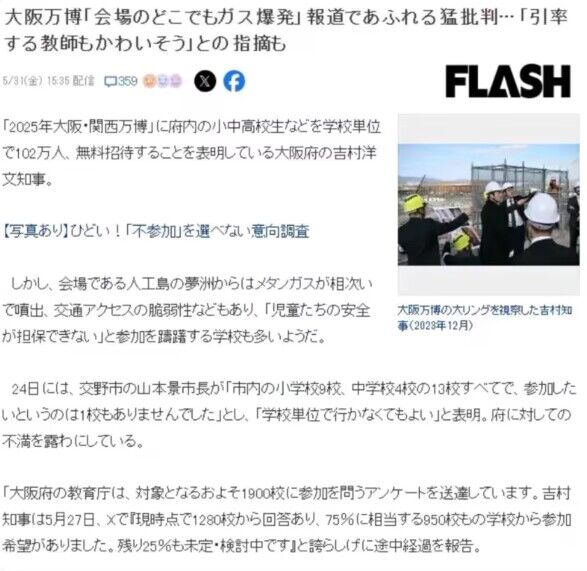 大阪万博「会場のどこでもガス爆発」報道であふれる猛批判…「引率
する教師もかわいそう」との指摘も
5/31(金) 15:35 配信
359
FLASH
「2025年大阪・関西万博」に府内の小中高校生などを学校単位
で102万人、無料招待することを表明している大阪府の吉村洋
文知事。
【写真あり】ひどい！「不参加」を選べない意向調査
しかし、会場である人工島の夢洲からはメタンガスが相次い
で噴出、交通アクセスの脆弱性などもあり、「児童たちの安全
が担保できない」と参加を躊躇する学校も多いようだ。
大阪万博の大リングを視察した吉村知
事(2023年12月)
24日には、交野市の山本景市長が「市内の小学校9校、中学校4校の13校すべてで、参加し
たいというのは1校もありませんでした」とし、「学校単位で行かなくてもよい」と表明。府に対しての
不満を露わにしている。
「大阪府の教育庁は、対象となるおよそ1900校に参加を問うアンケートを送達しています。吉村
知事は5月27日、Xで『現時点で1280校から回答あり、75%に相当する950校もの学校から参加
希望がありました。残り25%も未定・検討中です』と誇らしげに途中経過を報告。